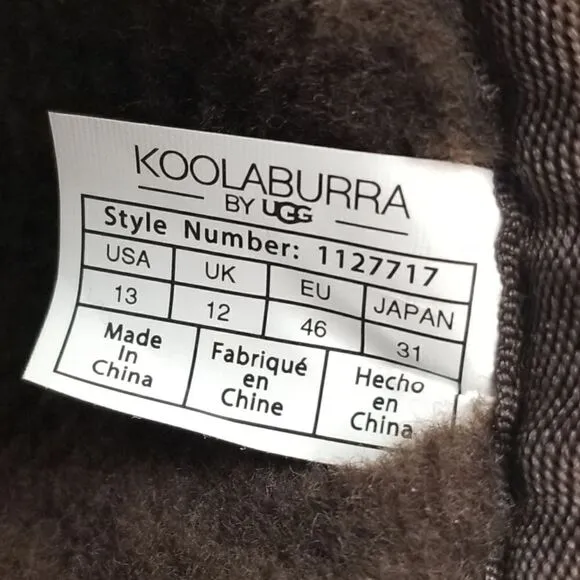 KOOLABURRA
BY UGG
Style Number: 1127717
USA UK EU JAPAN
13 12 46 31
Made Fabriqué Hecho
In en en
China Chine China